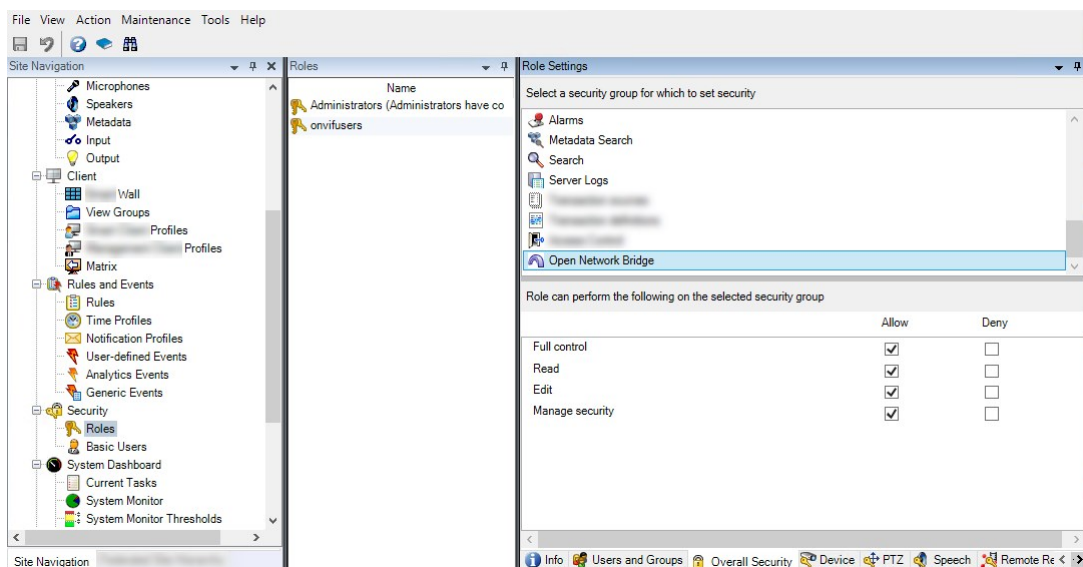 File View Action Maintenance Tools Help
Site Navigation
Microphones
Speakers
Metadata
Input
Output
Client
Wall
View Groups
Profiles
Profiles
Matrix
Rules and Events
Rules
Time Profiles
Notification Profiles
User-defined Events
Analytics Events
Generic Events
Security
Roles
Basic Users
System Dashboard
Current Tasks
System Monitor
System Monitor Thresholds
Site Navigation
Roles
Name
Administrators (Administrators have co
onvifusers
Role Settings
Select a security group for which to set security
Alarms
Metadata Search
Search
Server Logs
Open Network Bridge
Role can perform the following on the selected security group
Allow Deny
Full control
Read
Edit
Manage security
Info Users and Groups Overall Security Device PTZ Speech Remote Re